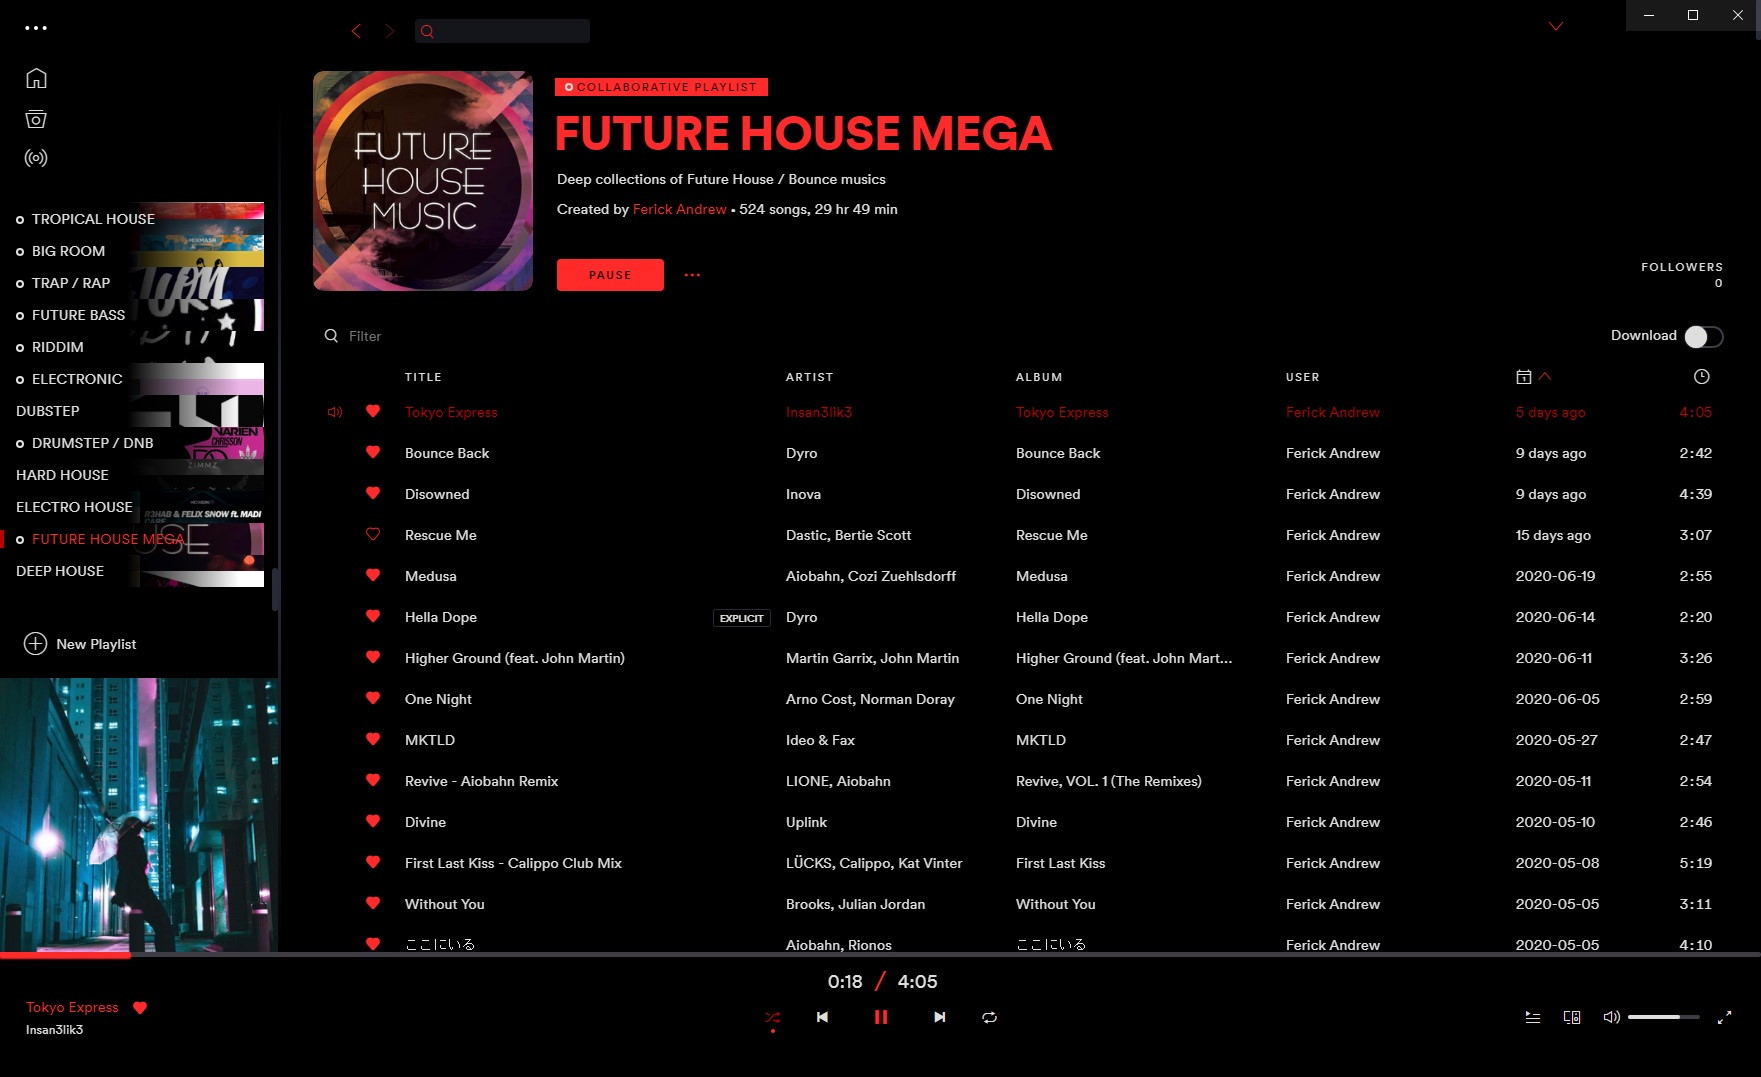 COLLABORATIVE PLAYLIST
FUTURE HOUSE MEGA
Deep collections of Future House / Bounce musics
Created by Ferick Andrew • 524 songs, 29 hr 49 min
PAUSE
FOLLOWERS
0
FUTURE
HOUSE
MUSIC
TROPICAL HOUSE
BIG ROOM
TRAP / RAP
FUTURE BASS
RIDDIM
ELECTRONIC
DUBSTEP
DRUMSTEP / DNB
HARD HOUSE
ELECTRO HOUSE
FUTURE HOUSE MEGA
DEEP HOUSE
VARIEN
CHRISSON
ZIMMZ
R3HAB & FELIX SNOW ft. MADI
New Playlist
Filter
Download
TITLE ARTIST ALBUM USER
Tokyo Express Insan3lik3 Tokyo Express Ferick Andrew 5 days ago 4:05
Bounce Back Dyro Bounce Back Ferick Andrew 9 days ago 2:42
Disowned Inova Disowned Ferick Andrew 9 days ago 4:39
Rescue Me Dastic, Bertie Scott Rescue Me Ferick Andrew 15 days ago 3:07
Medusa Aiobahn, Cozi Zuehlsdorff Medusa Ferick Andrew 2020-06-19 2:55
Hella Dope EXPLICIT Dyro Hella Dope Ferick Andrew 2020-06-14 2:20
Higher Ground (feat. John Martin) Martin Garrix, John Martin Higher Ground (feat. John Mart... Ferick Andrew 2020-06-11 3:26
One Night Arno Cost, Norman Doray One Night Ferick Andrew 2020-06-05 2:59
MKTLD Ideo & Fax MKTLD Ferick Andrew 2020-05-27 2:47
Revive - Aiobahn Remix LIONE, Aiobahn Revive, VOL. 1 (The Remixes) Ferick Andrew 2020-05-11 2:54
Divine Uplink Divine Ferick Andrew 2020-05-10 2:46
First Last Kiss - Calippo Club Mix LÜCKS, Calippo, Kat Vinter First Last Kiss Ferick Andrew 2020-05-08 5:19
Without You Brooks, Julian Jordan Without You Ferick Andrew 2020-05-05 3:11
ここにいる Aiobahn, Rionos ここにいる Ferick Andrew 2020-05-05 4:10
0:18 / 4:05
Tokyo Express
Insan3lik3